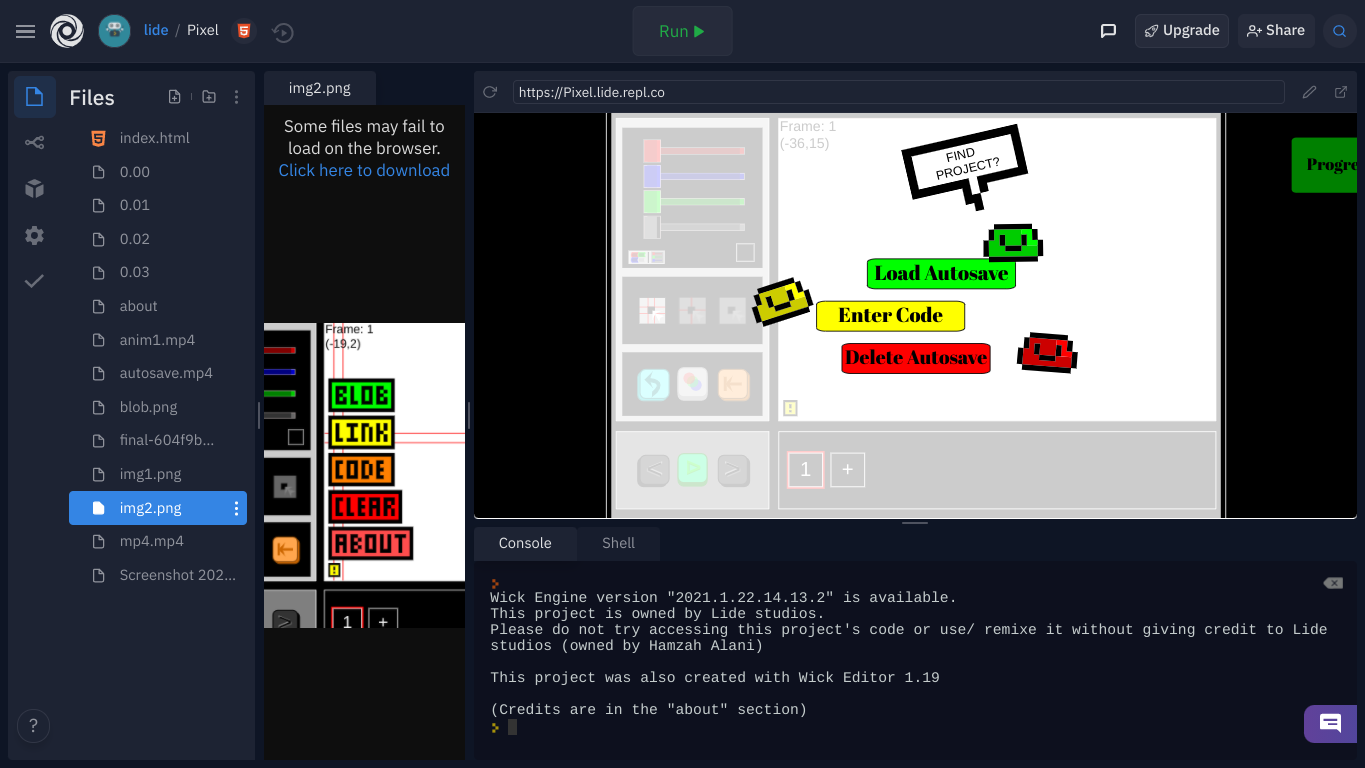 lide / Pixel
Run
Upgrade
Share
Files
index.html
0.00
0.01
0.02
0.03
about
anim1.mp4
autosave.mp4
blob.png
final-604f9b...
img1.png
img2.png
mp4.mp4
Screenshot 202...
?
img2.png
Some files may fail to
load on the browser.
Click here to download
Frame: 1
(-19,2)
BLOB
LINK
CODE
CLEAR
ABOUT
!
>
1
+
https://Pixel.lide.repl.co
Frame: 1
(-36,15)
FIND
PROJECT?
Progre
Load Autosave
Enter Code
Delete Autosave
!
<
>
1
+
Console
Shell
Wick Engine version "2021.1.22.14.13.2" is available.
This project is owned by Lide studios.
Please do not try accessing this project's code or use/ remixe it without giving credit to Lide
studios (owned by Hamzah Alani)
This project was also created with Wick Editor 1.19
(Credits are in the "about" section)